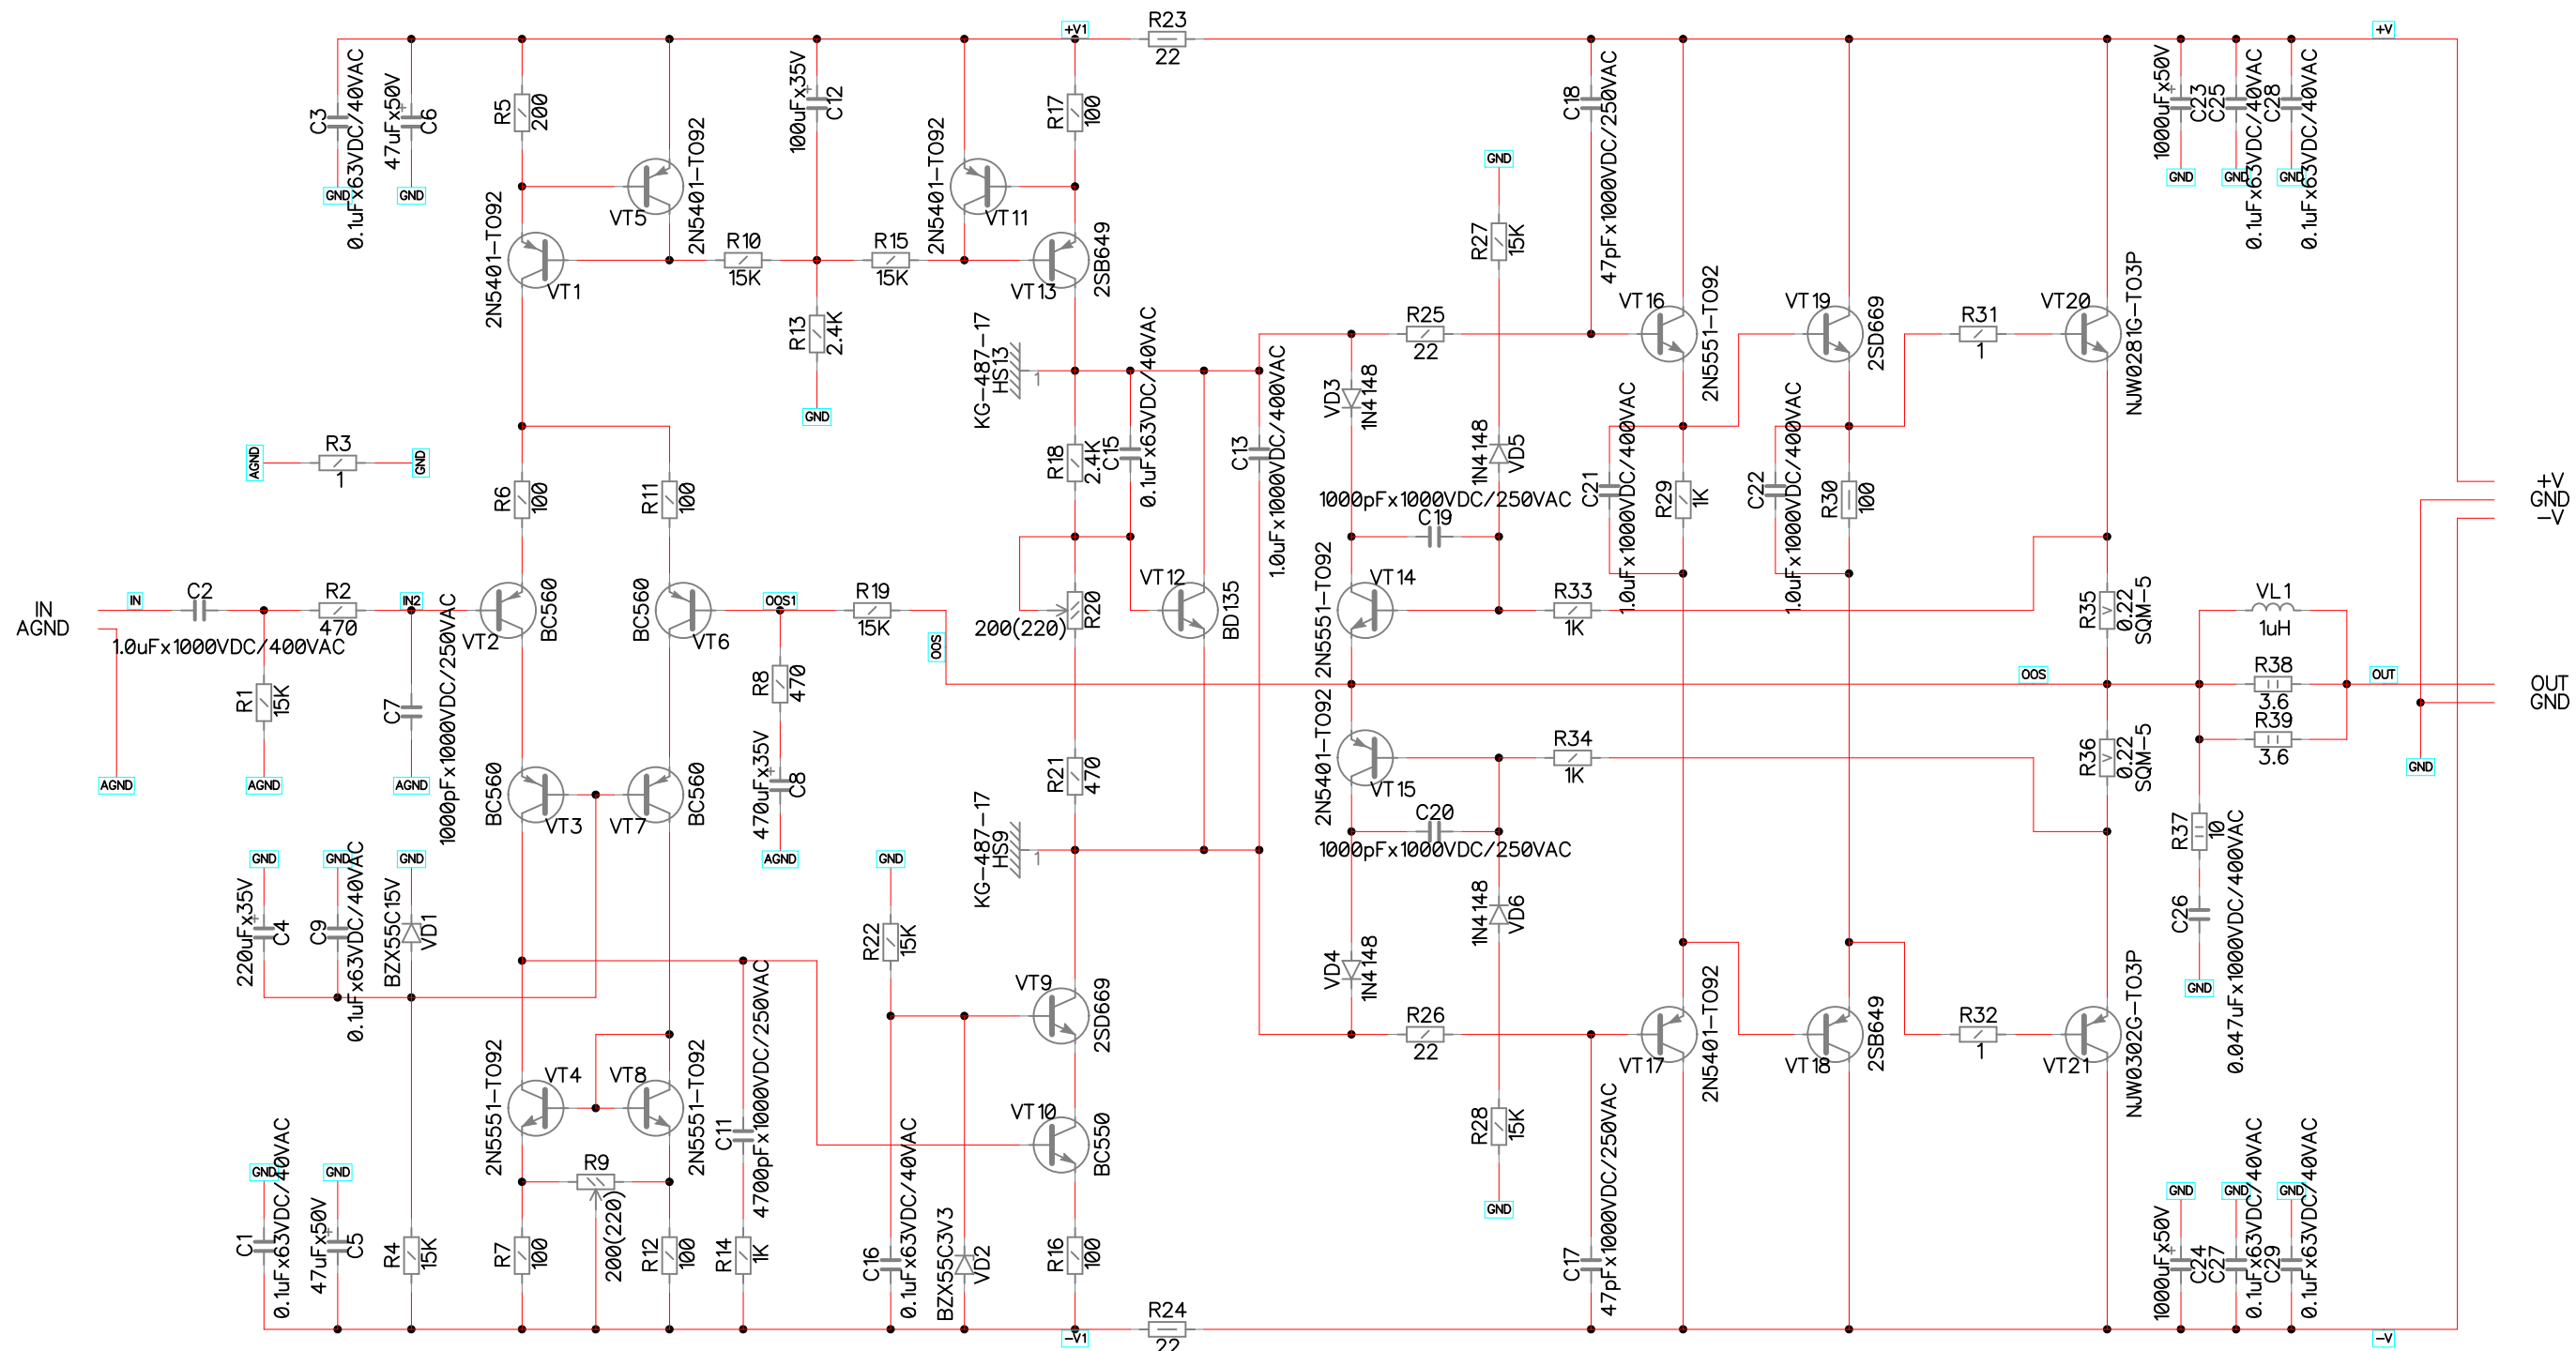 +V1
R23
22
+V
C3
0.1uFx63VDC/40VAC
GND
47uFx50V
C6
GND
R5
200
VT5
2N5401-TO92
2N5401-TO92
VT1
R10
15K
100uFx35V
C12
R13
2.4K
GND
R15
15K
2N5401-TO92
VT11
R17
100
VT13
2SB649
KG-487-17
HS13
1
C18
47pFx1000VDC/250VAC
GND
R27
15K
1000uFx50V
C23
GND
C25
0.1uFx63VDC/40VAC
GND
C28
0.1uFx63VDC/40VAC
GND
R25
22
VT16
2N5551-TO92
VT19
2SD669
R31
1
VT20
NJW0281G-TO3P
VD3
1N4148
1N4148
VD5
AGND
R3
1
GND
R6
100
R11
100
R18
2.4K
C15
0.1uFx63VDC/40VAC
C13
1.0uFx1000VDC/400VAC
1000pFx1000VDC/250VAC
C19
C21
1.0uFx1000VDC/400VAC
R29
1K
C22
1.0uFx1000VDC/400VAC
R30
100
+V
GND
-V
IN
AGND
IN
C2
1.0uFx1000VDC/400VAC
R2
470
IN2
R1
15K
AGND
AGND
C7
1000pFx1000VDC/250VAC
AGND
VT2
BC560
BC560
VT6
OOS1
R19
15K
OOS
R8
470
470uFx35V
C8
AGND
200(220)
R20
VT12
BD135
2N5551-TO92
VT14
R33
1K
R35
0.22
SQM-5
VL1
1uH
OOS
R38
3.6
R39
3.6
OUT
OUT
GND
GND
BC560
VT3
VT7
BC560
R21
470
KG-487-17
HS9
1
2N5401-TO92
VT15
C20
1000pFx1000VDC/250VAC
R34
1K
R36
0.22
SQM-5
R37
10
C26
0.047uFx1000VDC/400VAC
GND
GND
220uFx35V
C4
GND
C9
0.1uFx63VDC/40VAC
GND
BZX55C15V
VD1
GND
R22
15K
VT9
2SD669
VD4
1N4148
1N4148
VD6
R26
22
VT17
2N5401-TO92
VT18
2SB649
R32
1
VT21
NJW0302G-TO3P
2N5551-TO92
VT4
VT8
2N5551-TO92
C11
4700pFx1000VDC/250VAC
VT10
BC550
R28
15K
GND
GND
C1
0.1uFx63VDC/40VAC
GND
47uFx50V
C5
R4
15K
R7
100
R9
200(220)
R12
100
R14
1K
C16
0.1uFx63VDC/40VAC
BZX55C3V3
VD2
R16
100
C17
47pFx1000VDC/250VAC
GND
1000uFx50V
C24
GND
C27
0.1uFx63VDC/40VAC
GND
C29
0.1uFx63VDC/40VAC
-V1
R24
22
-V